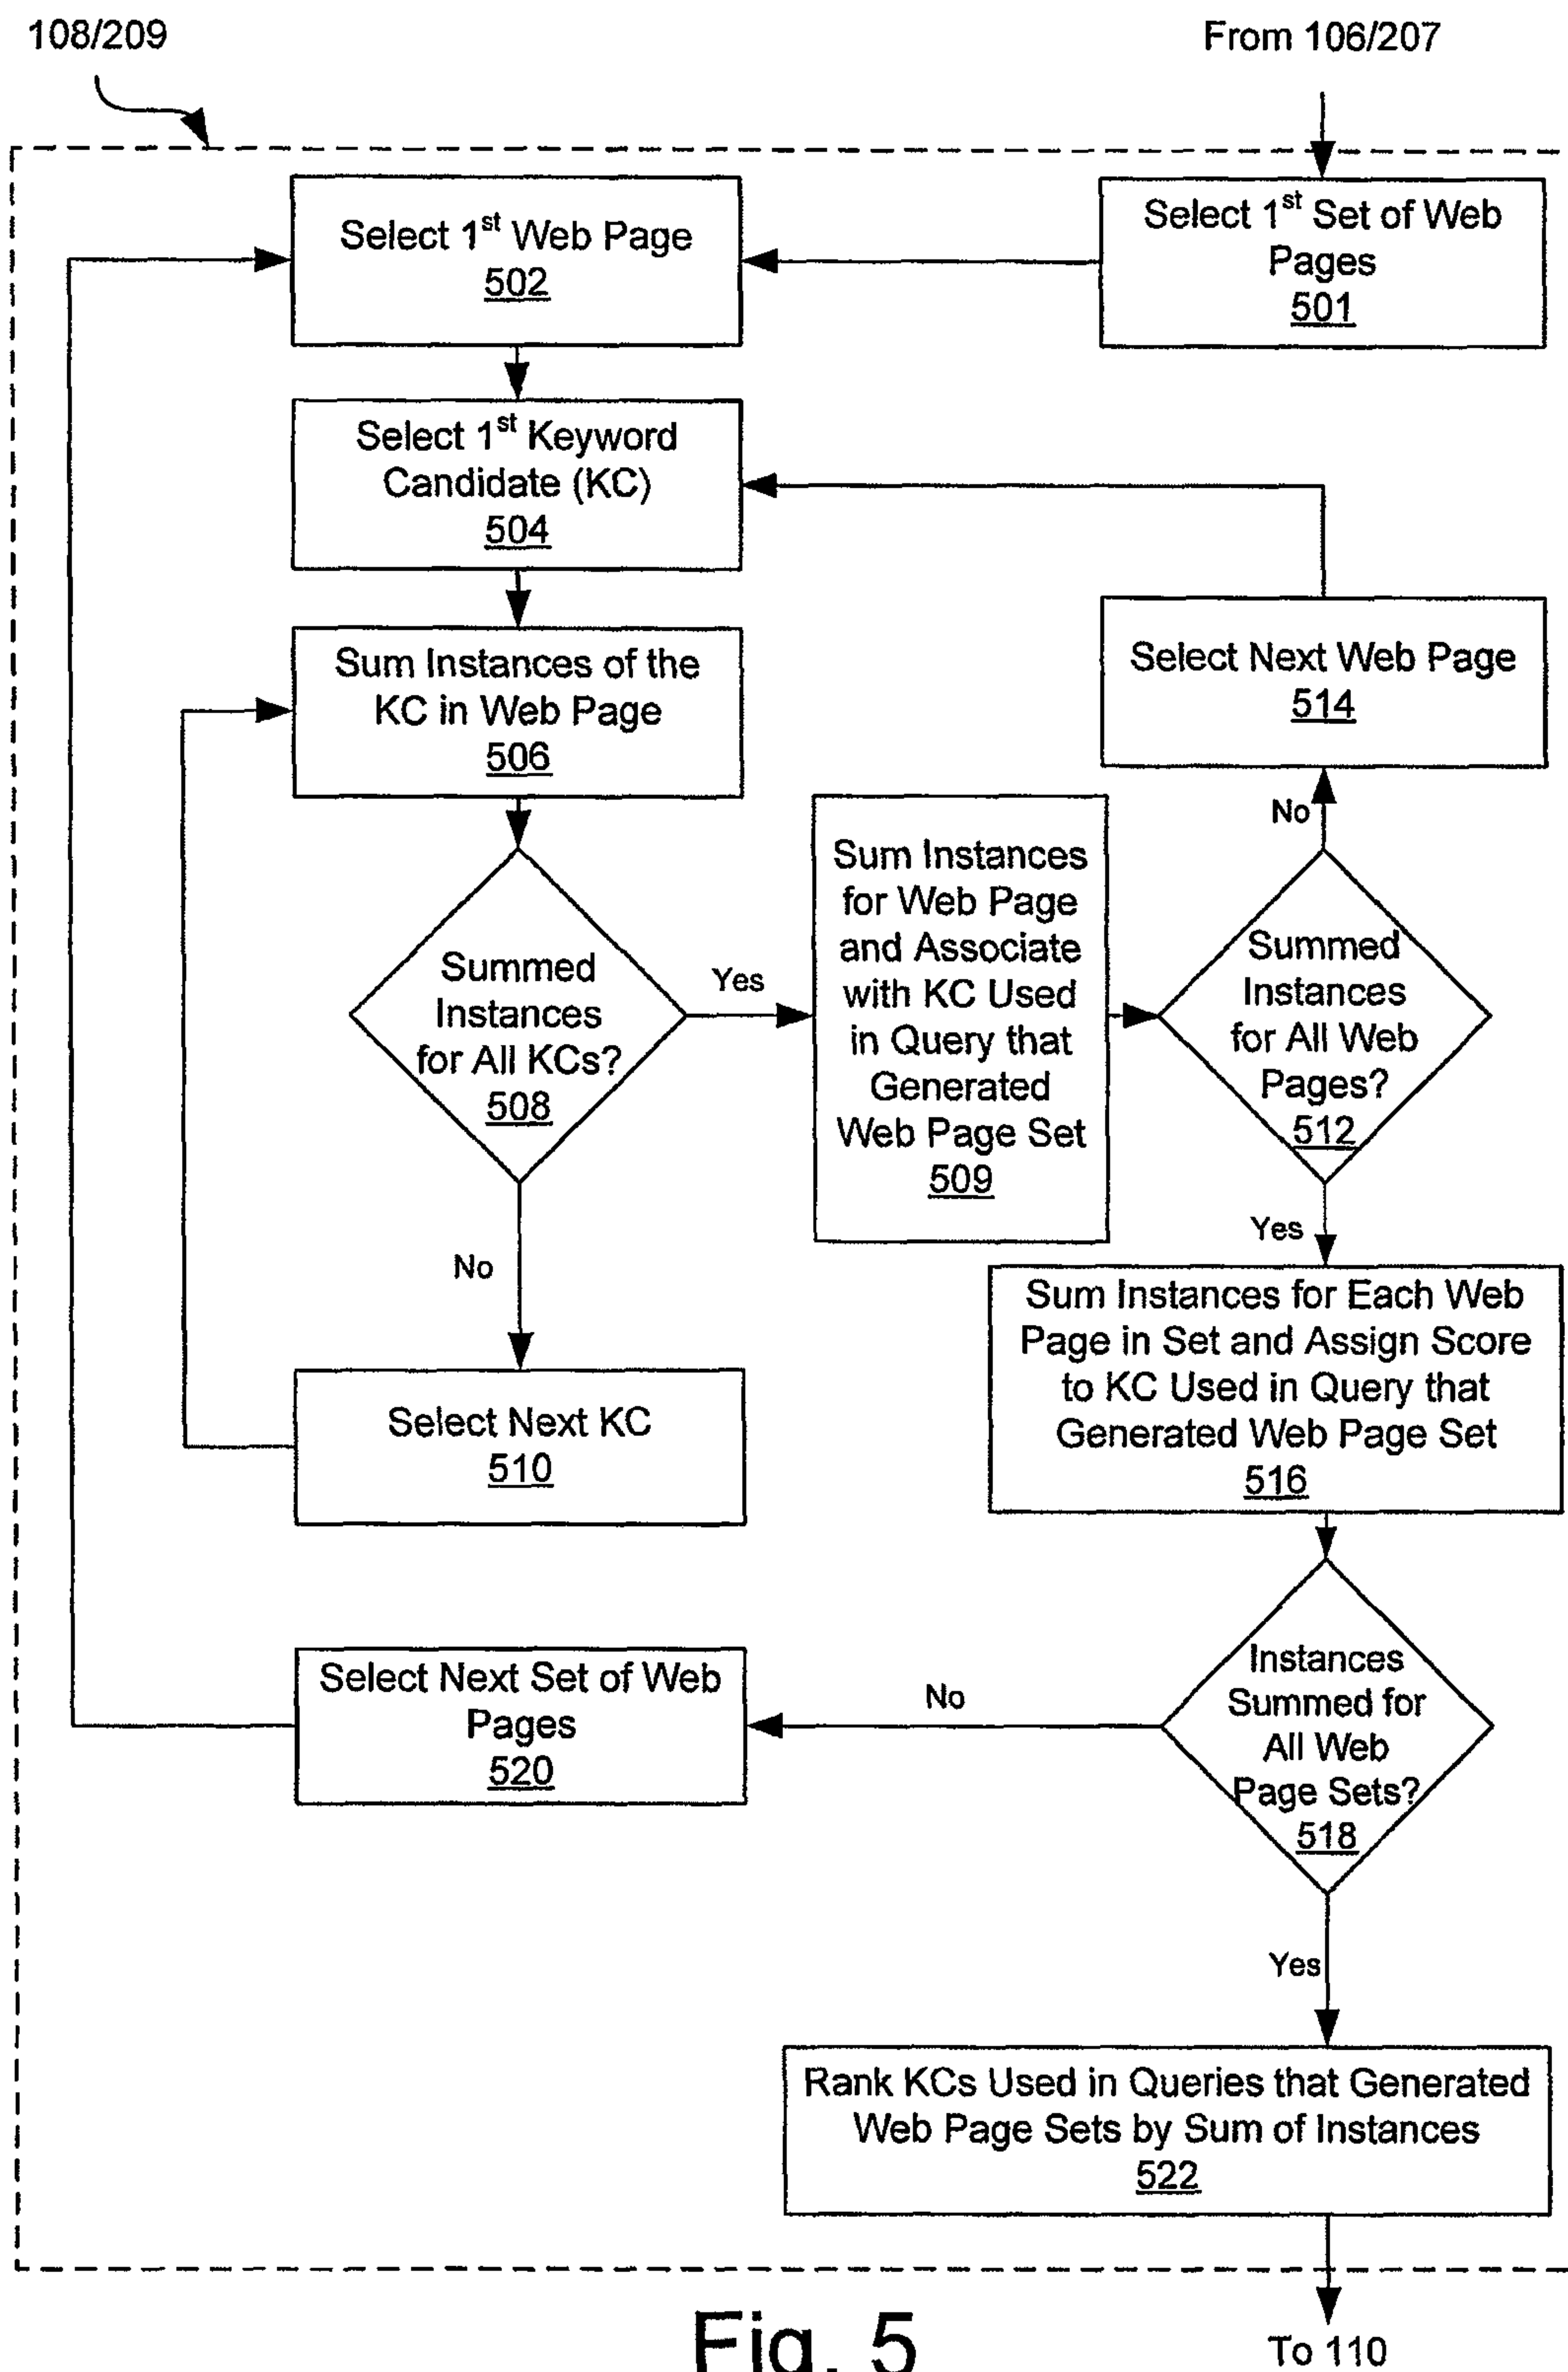 108/209
From 106/207
Select 1st Web Page
502
Select 1st Set of Web
Pages
501
Select 1st Keyword
Candidate (KC)
504
Sum Instances of the
KC in Web Page
506
Select Next Web Page
514
No
Summed
Instances
for All KCs?
508
Yes
Sum Instances
for Web Page
and Associate
with KC Used
in Query that
Generated
Web Page Set
509
Summed
Instances
for All Web
Pages?
512
No
Yes
Select Next KC
510
Sum Instances for Each Web
Page in Set and Assign Score
to KC Used in Query that
Generated Web Page Set
516
Select Next Set of Web
Pages
520
No
Instances
Summed for
All Web
Page Sets?
518
Yes
Rank KCs Used in Queries that Generated
Web Page Sets by Sum of Instances
522
Fig. 5
To 110